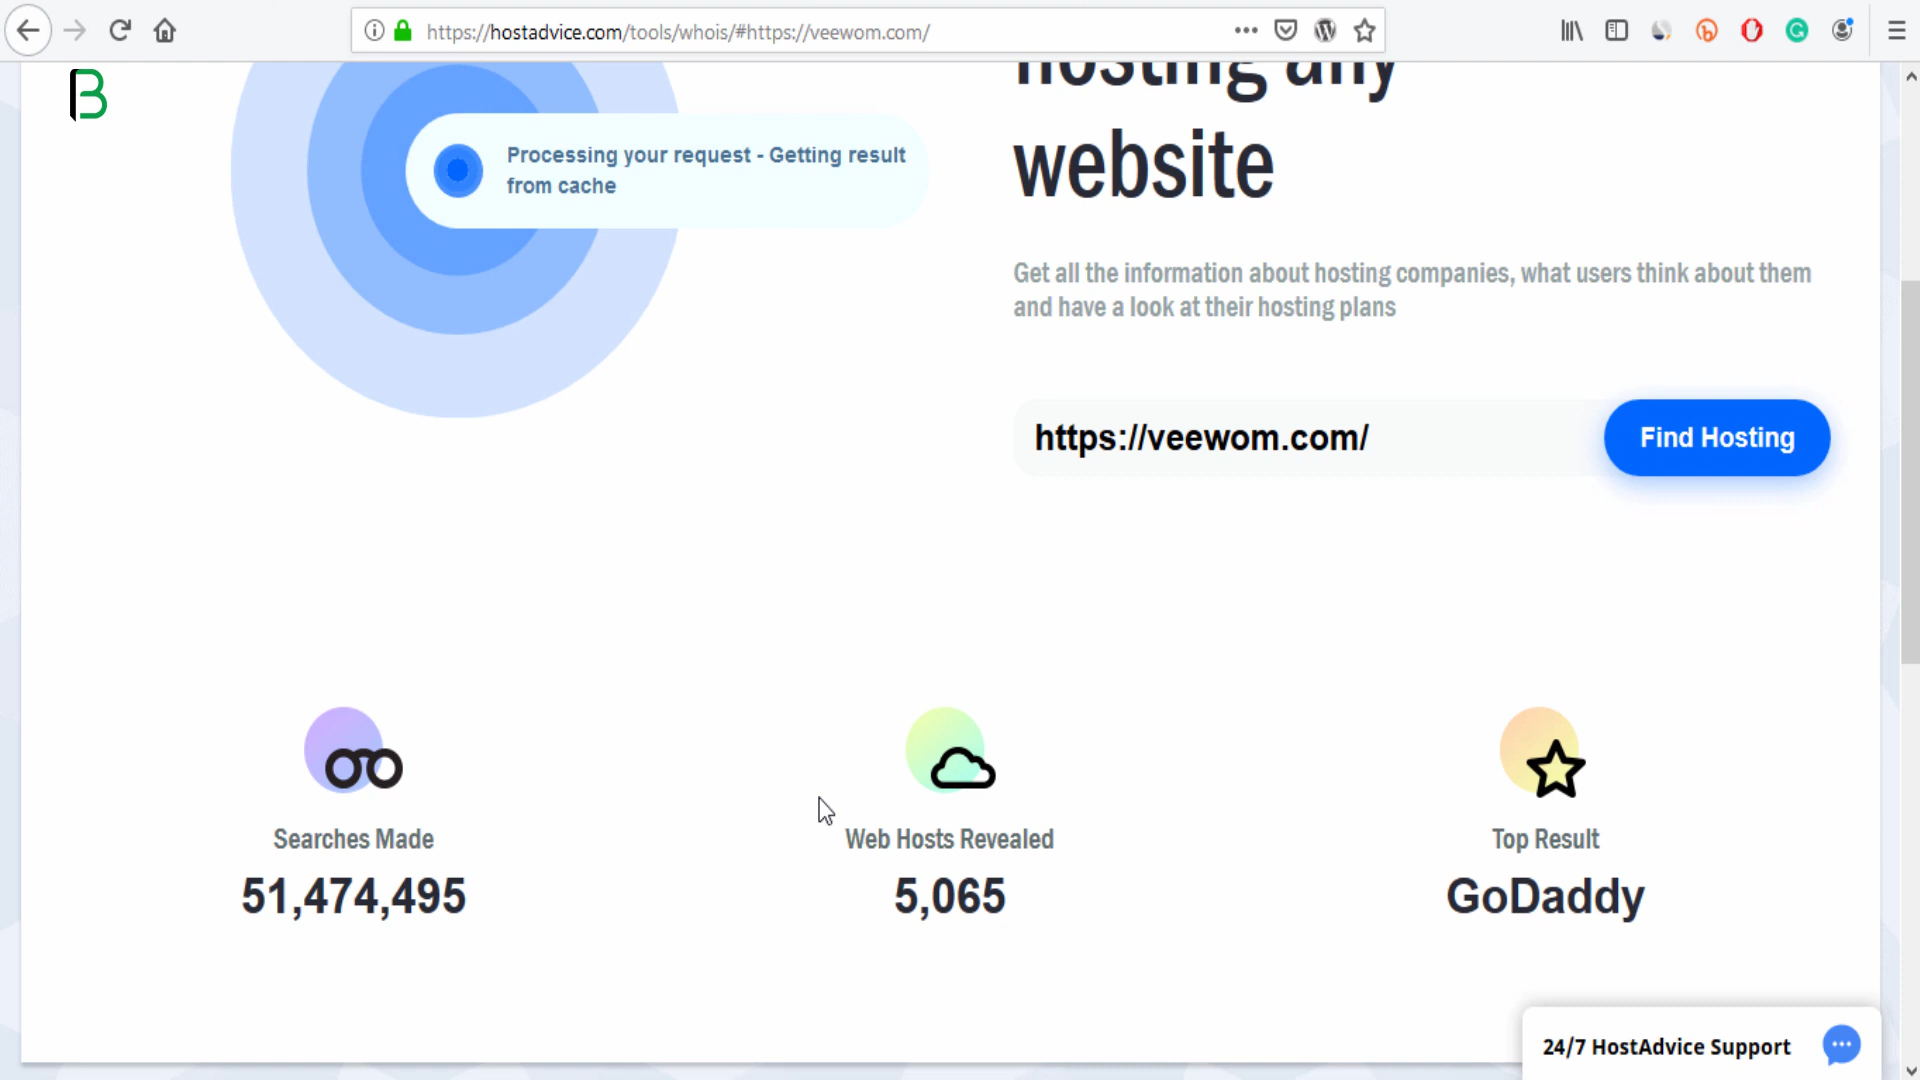 https://hostadvice.com/tools/whois/#https://veewom.com/
hosting any
website
Processing your request - Getting result
from cache
Get all the information about hosting companies, what users think about them
and have a look at their hosting plans
https://veewom.com/
Find Hosting
Searches Made
51,474,495
Web Hosts Revealed
5,065
Top Result
GoDaddy
24/7 HostAdvice Support